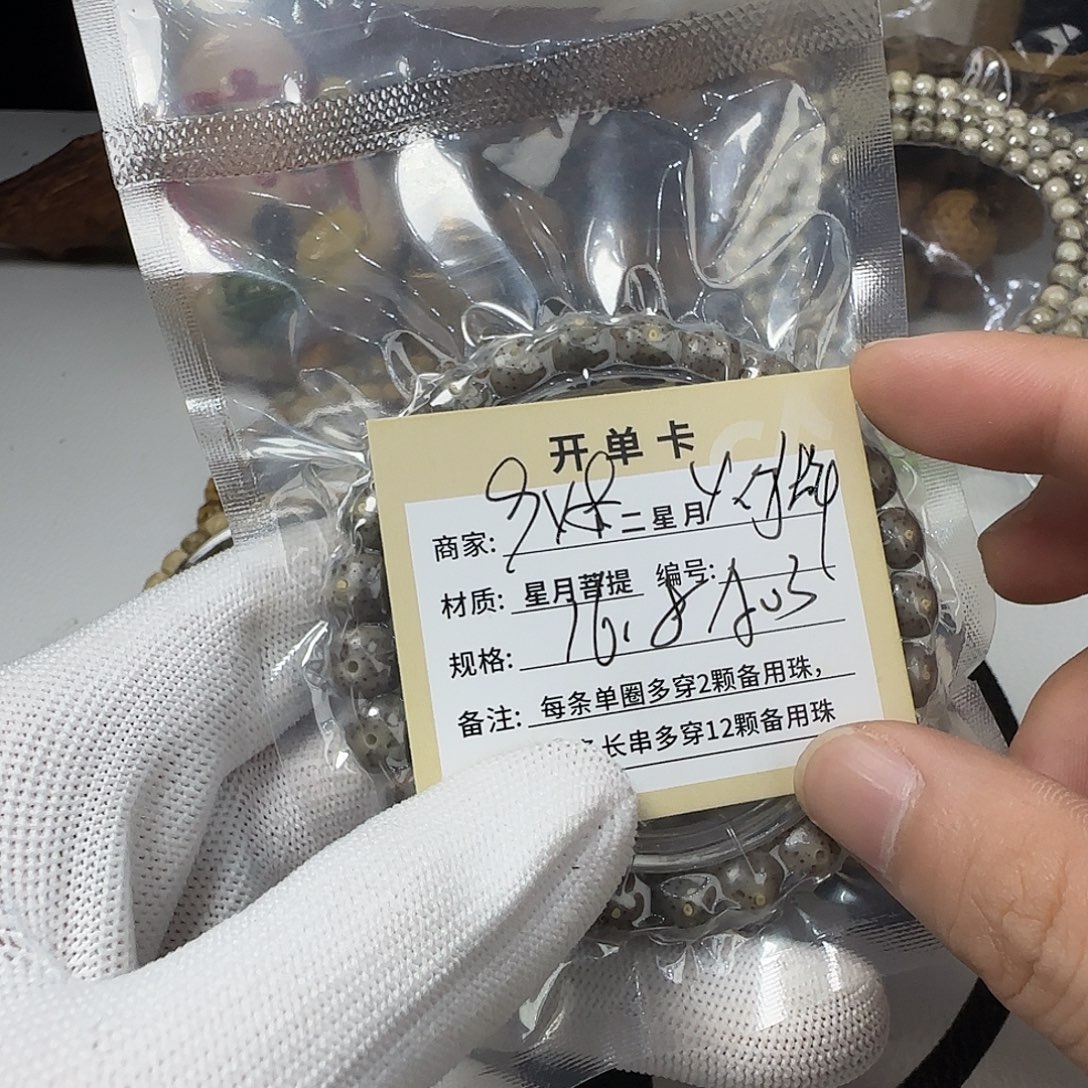 开单卡
商家: 二星月
材质: 星月菩提 编号:
规格: 16.8
备注: 每条单圈多穿2颗备用珠,
长串多穿12颗备用珠